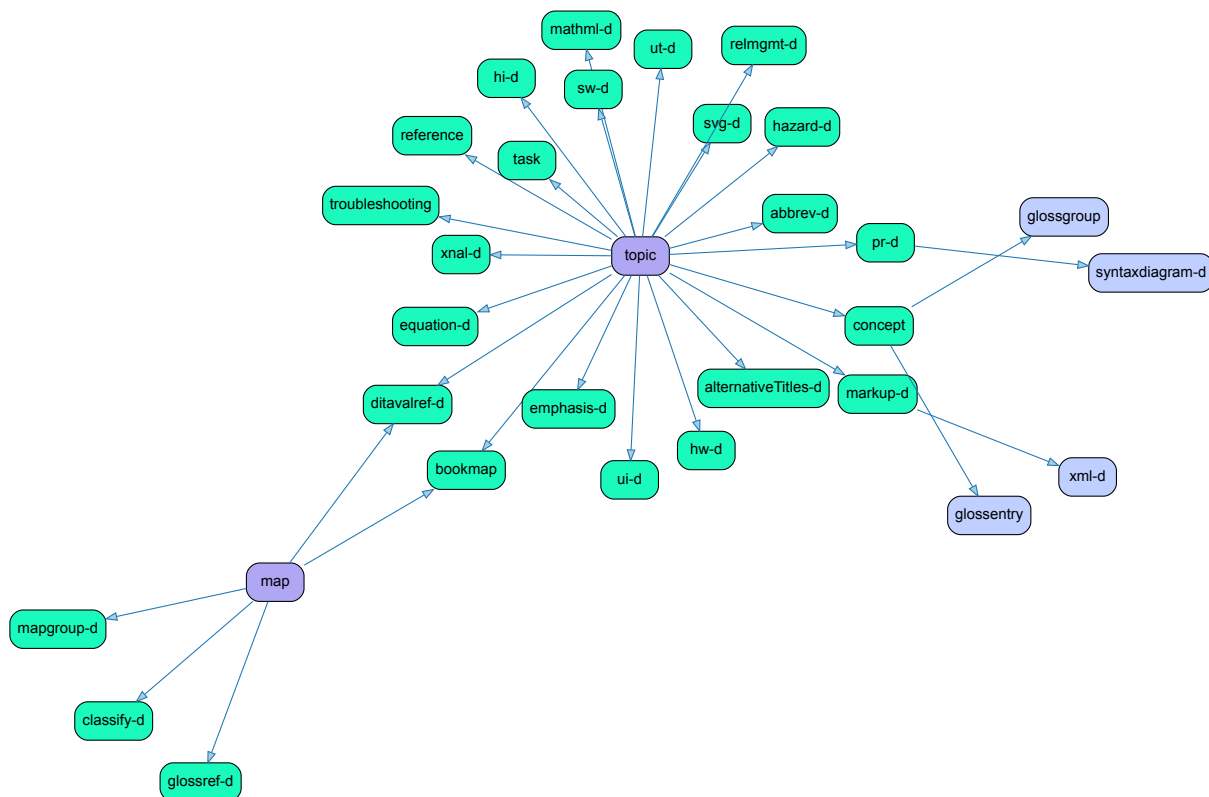 mathml-d
ut-d
relmgmt-d
hi-d
sw-d
svg-d
hazard-d
reference
task
troubleshooting
abbrev-d
glossgroup
xnal-d
topic
pr-d
syntaxdiagram-d
equation-d
concept
ditavalref-d
emphasis-d
alternativeTitles-d
markup-d
bookmap
ui-d
hw-d
xml-d
glossentry
map
mapgroup-d
classify-d
glossref-d